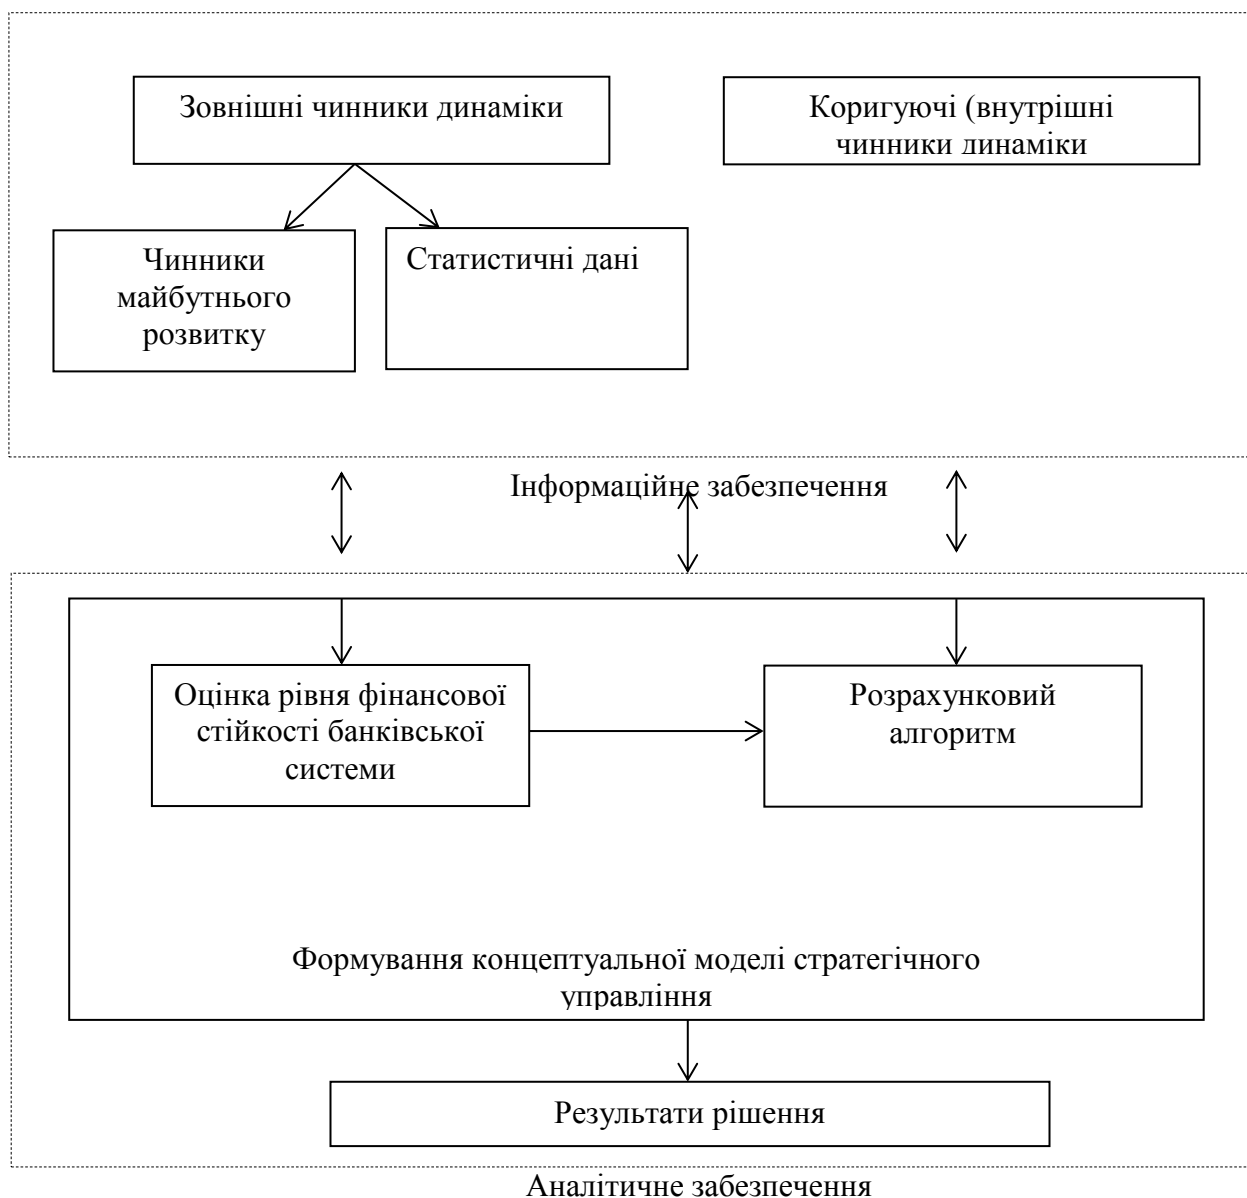 Зовнішні чинники динаміки
Коригуючі (внутрішні
чинники динаміки
Чинники
майбутнього
розвитку
Статистичні дані
Інформаційне забезпечення
Оцінка рівня фінансової
стійкості банківської
системи
Розрахунковий
алгоритм
Формування концептуальної моделі стратегічного
управління
Результати рішення
Аналітичне забезпечення